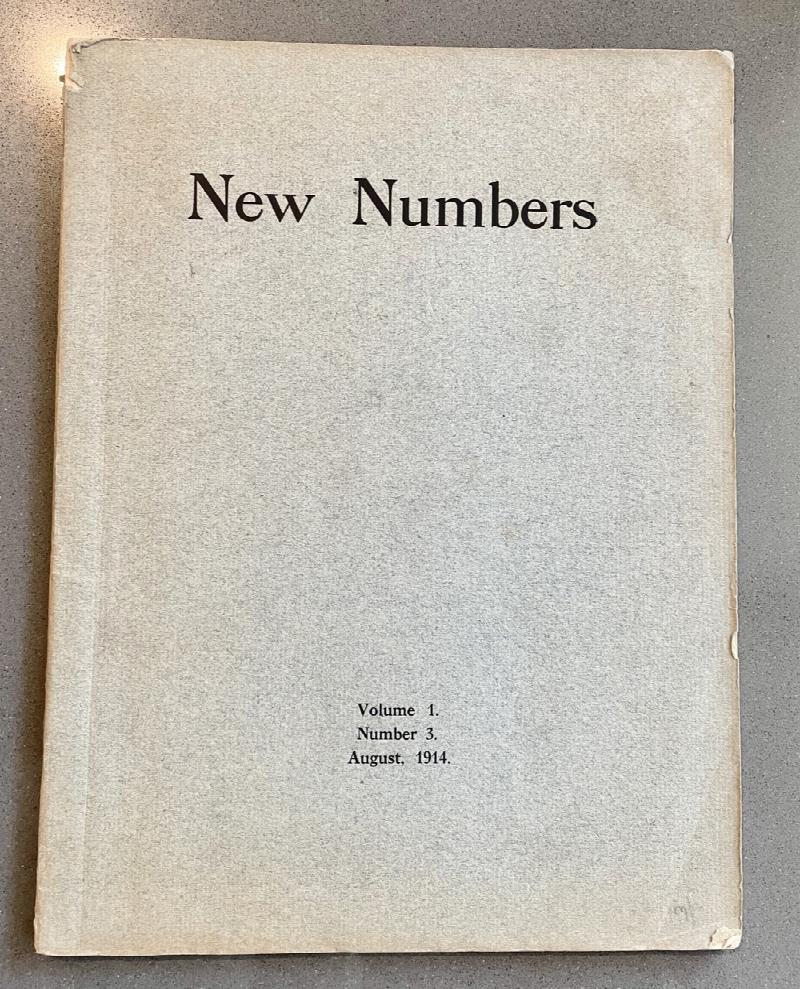 New Numbers
Volume 1.
Number 3.
August, 1914.